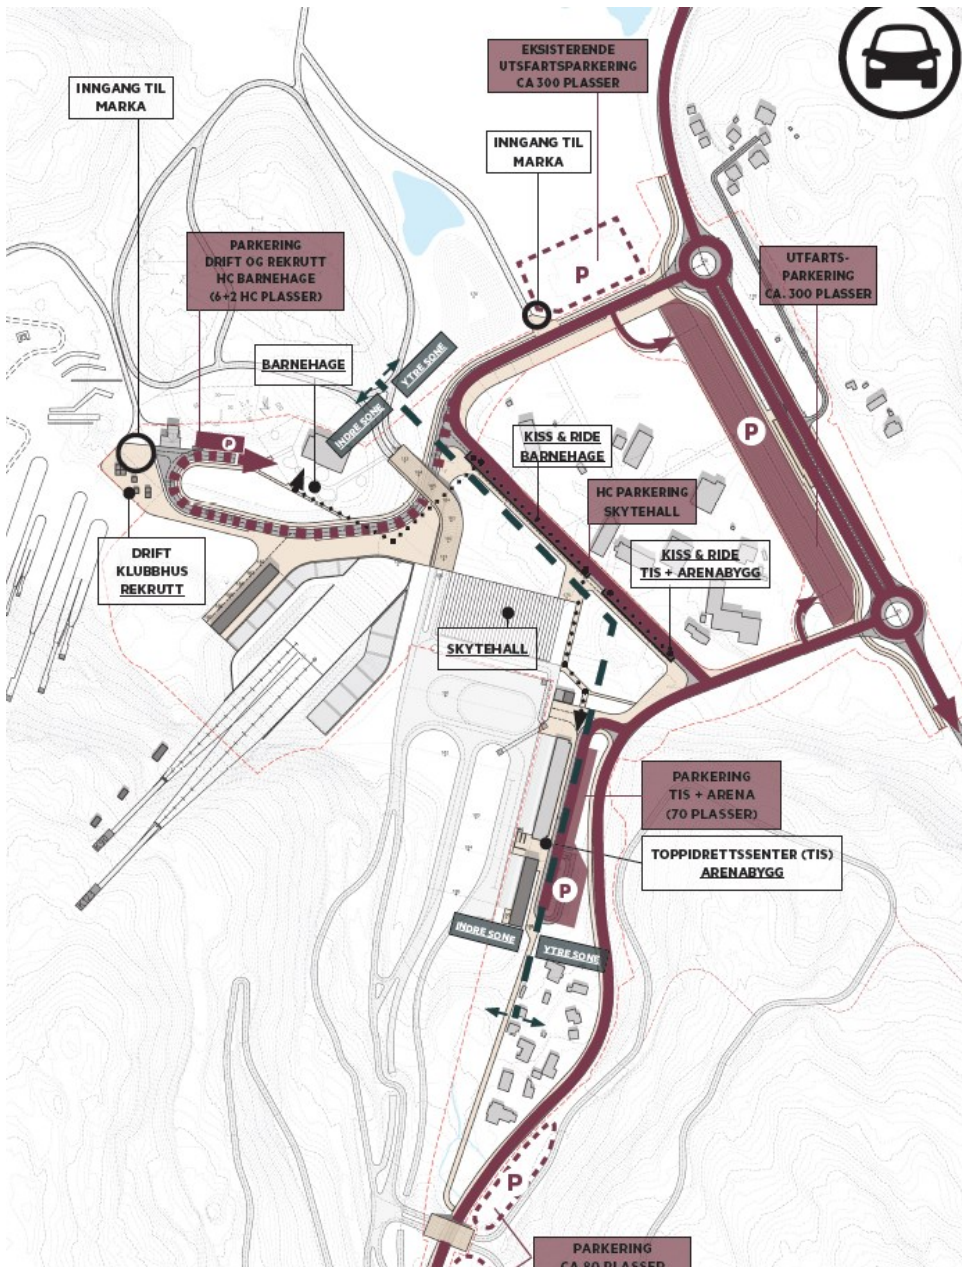 EKSISTERENDE
UTSFARTSPARKERING
CA 300 PLASSER
INNGANG TIL
MARKA
INNGANG TIL
MARKA
PARKERING
DRIFT OG REKRUTT
HC BARNEHAGE
(6+2 HC PLASSER)
P
UTFARTS-
PARKERING
CA. 300 PLASSER
BARNEHAGE
YTRE SONE
INDRE SONE
P
P
KISS & RIDE
BARNEHAGE
HC PARKERING
SKYTEHALL
DRIFT
KLUBBHUS
REKRUTT
KISS & RIDE
TIS + ARENABYGG
SKYTEHALL
PARKERING
TIS + ARENA
(70 PLASSER)
TOPPIDRETTSSENTER (TIS)
ARENABYGG
P
INDRE SONE
YTRE SONE
P
PARKERING
CA 80 PLASSER